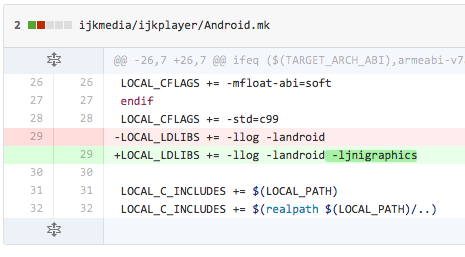 2 ijkmedia/ijkplayer/Android.mk
@@ -26,7 +26,7 @@ ifeq ($(TARGET_ARCH_ABI),armeabi-v7
26 26 LOCAL_CFLAGS += -mfloat-abi=soft
27 27 endif
28 28 LOCAL_CFLAGS += -std=c99
29 -LOCAL_LDLIBS += -llog -landroid
29 +LOCAL_LDLIBS += -llog -landroid -ljnigraphics
30 30
31 31 LOCAL_C_INCLUDES += $(LOCAL_PATH)
32 32 LOCAL_C_INCLUDES += $(realpath $(LOCAL_PATH)/..)